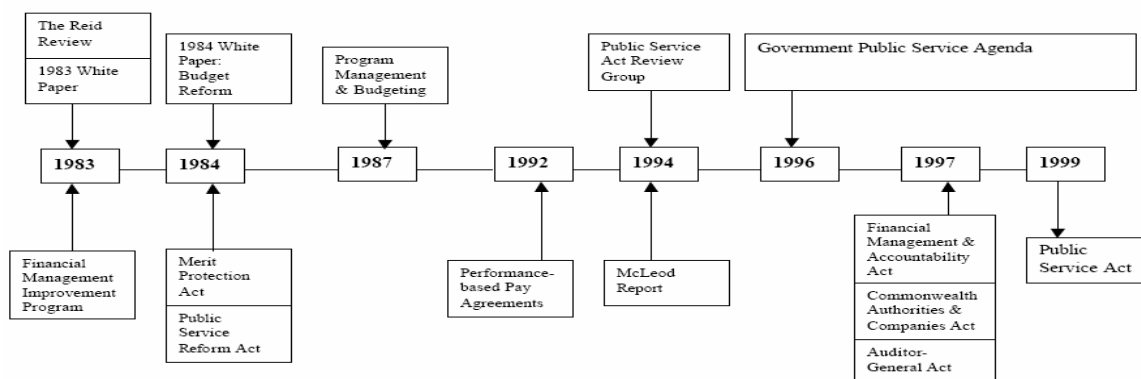 The Reid
Review
1983 White
Paper
1984 White
Paper:
Budget
Reform
Program
Management
& Budgeting
Public Service
Act Review
Group
Government Public Service Agenda
1983
1984
1987
1992
1994
1996
1997
1999
Financial
Management
Improvement
Program
Merit
Protection
Act
Public
Service
Reform Act
Performance-
based Pay
Agreements
McLeod
Report
Financial
Management &
Accountability
Act
Commonwealth
Authorities &
Companies Act
Auditor-
General Act
Public
Service Act